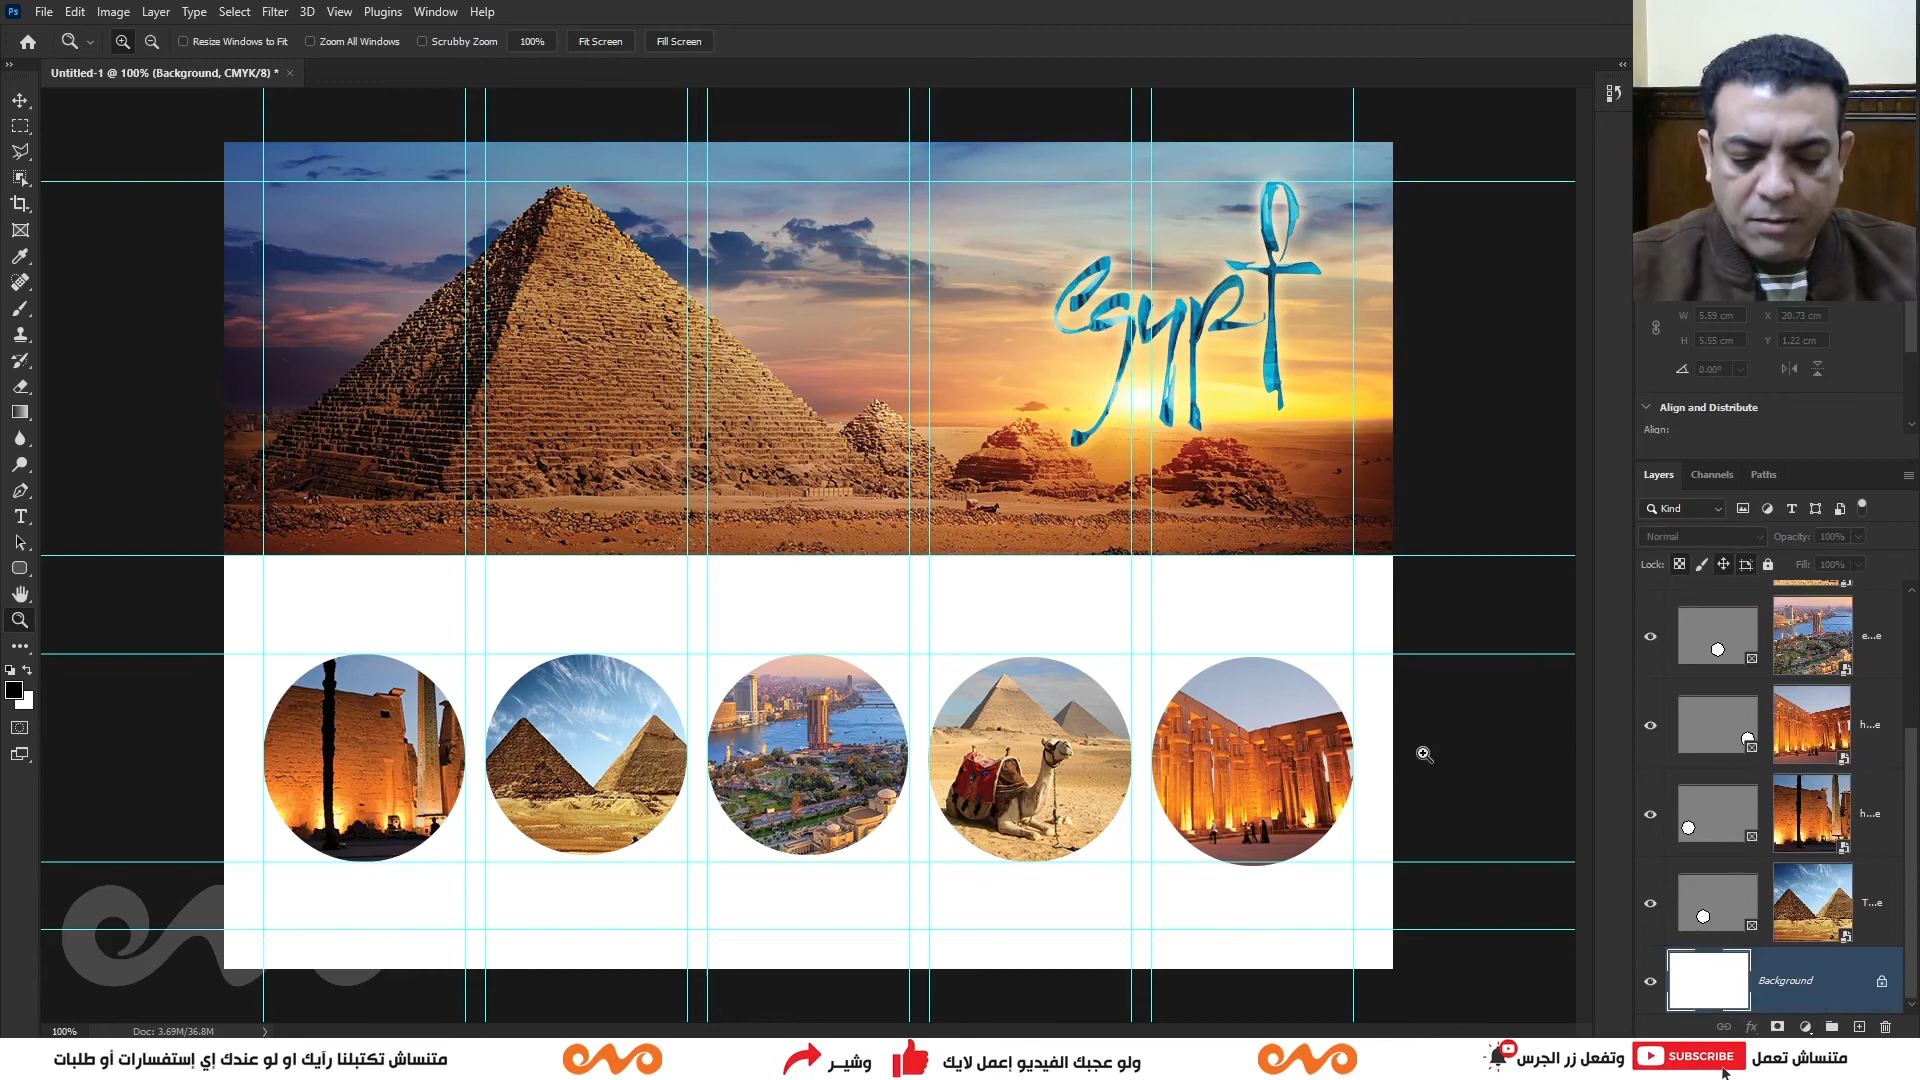 Ps File Edit Image Layer Type Select Filter 3D View Plugins Window Help
Resize Windows to Fit Zoom All Windows Scrubby Zoom 100% Fit Screen Fill Screen
Untitled-1 @ 100% (Background, CMYK/8) *
egypt
W 5.59 cm X 20.73 cm
H 5.55 cm Y 1.22 cm
0.00°
Align and Distribute
Align:
Layers Channels Paths
Kind
Normal Opacity: 100%
Lock: Fill: 100%
e...e
h...e
h...e
T...e
Background
100% Doc: 3.69M/36.8M
متنساش تعمل SUBSCRIBE وتفعل زر الجرس
ولو عجبك الفيديو إعمل لايك وشير
متنساش تكتبلنا رآيك او لو عندك إي إستفسارات أو طلبات